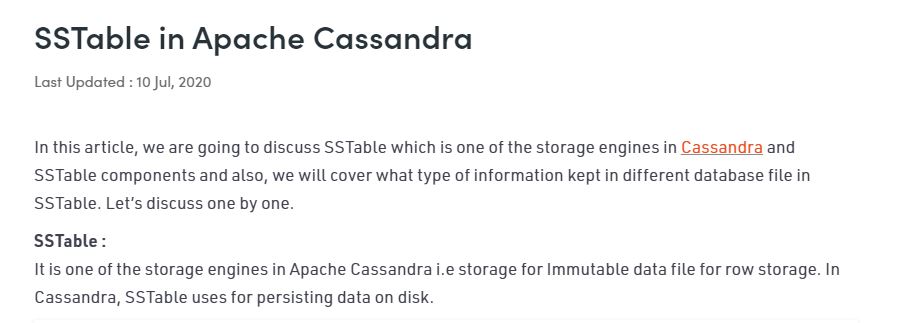 SSTable in Apache Cassandra
Last Updated : 10 Jul, 2020
In this article, we are going to discuss SSTable which is one of the storage engines in Cassandra and
SSTable components and also, we will cover what type of information kept in different database file in
SSTable. Let’s discuss one by one.
SSTable :
It is one of the storage engines in Apache Cassandra i.e storage for Immutable data file for row storage. In
Cassandra, SSTable uses for persisting data on disk.